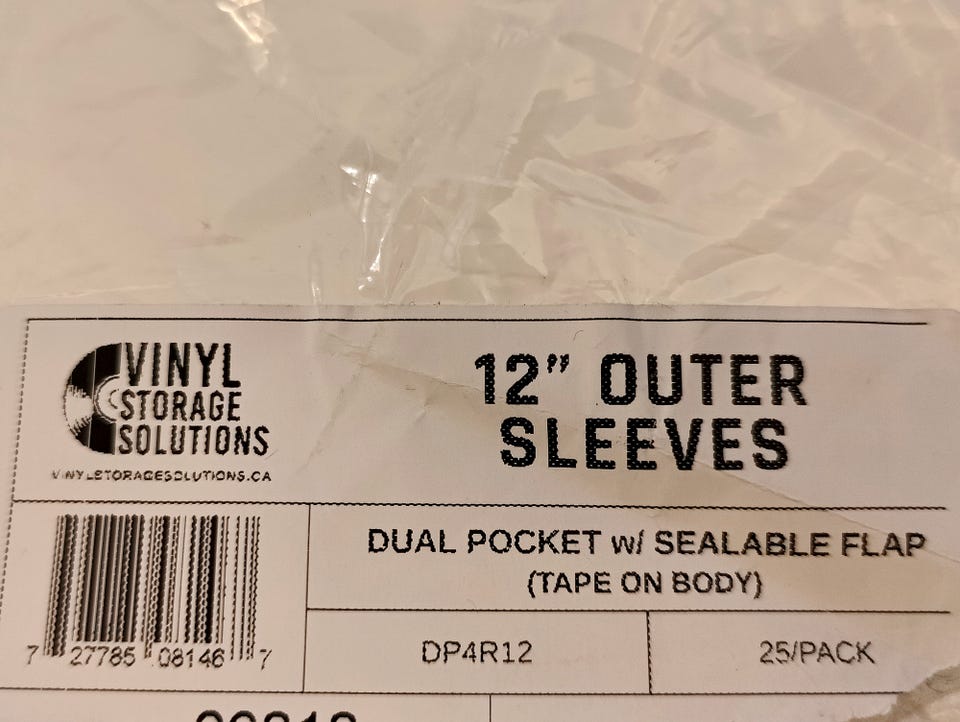 VINYL
STORAGE
SOLUTIONS
VINYLSTORAGESOLUTIONS.CA
12" OUTER
SLEEVES
DUAL POCKET w/ SEALABLE FLAP
(TAPE ON BODY)
7 27785 08146 7
DP4R12
25/PACK